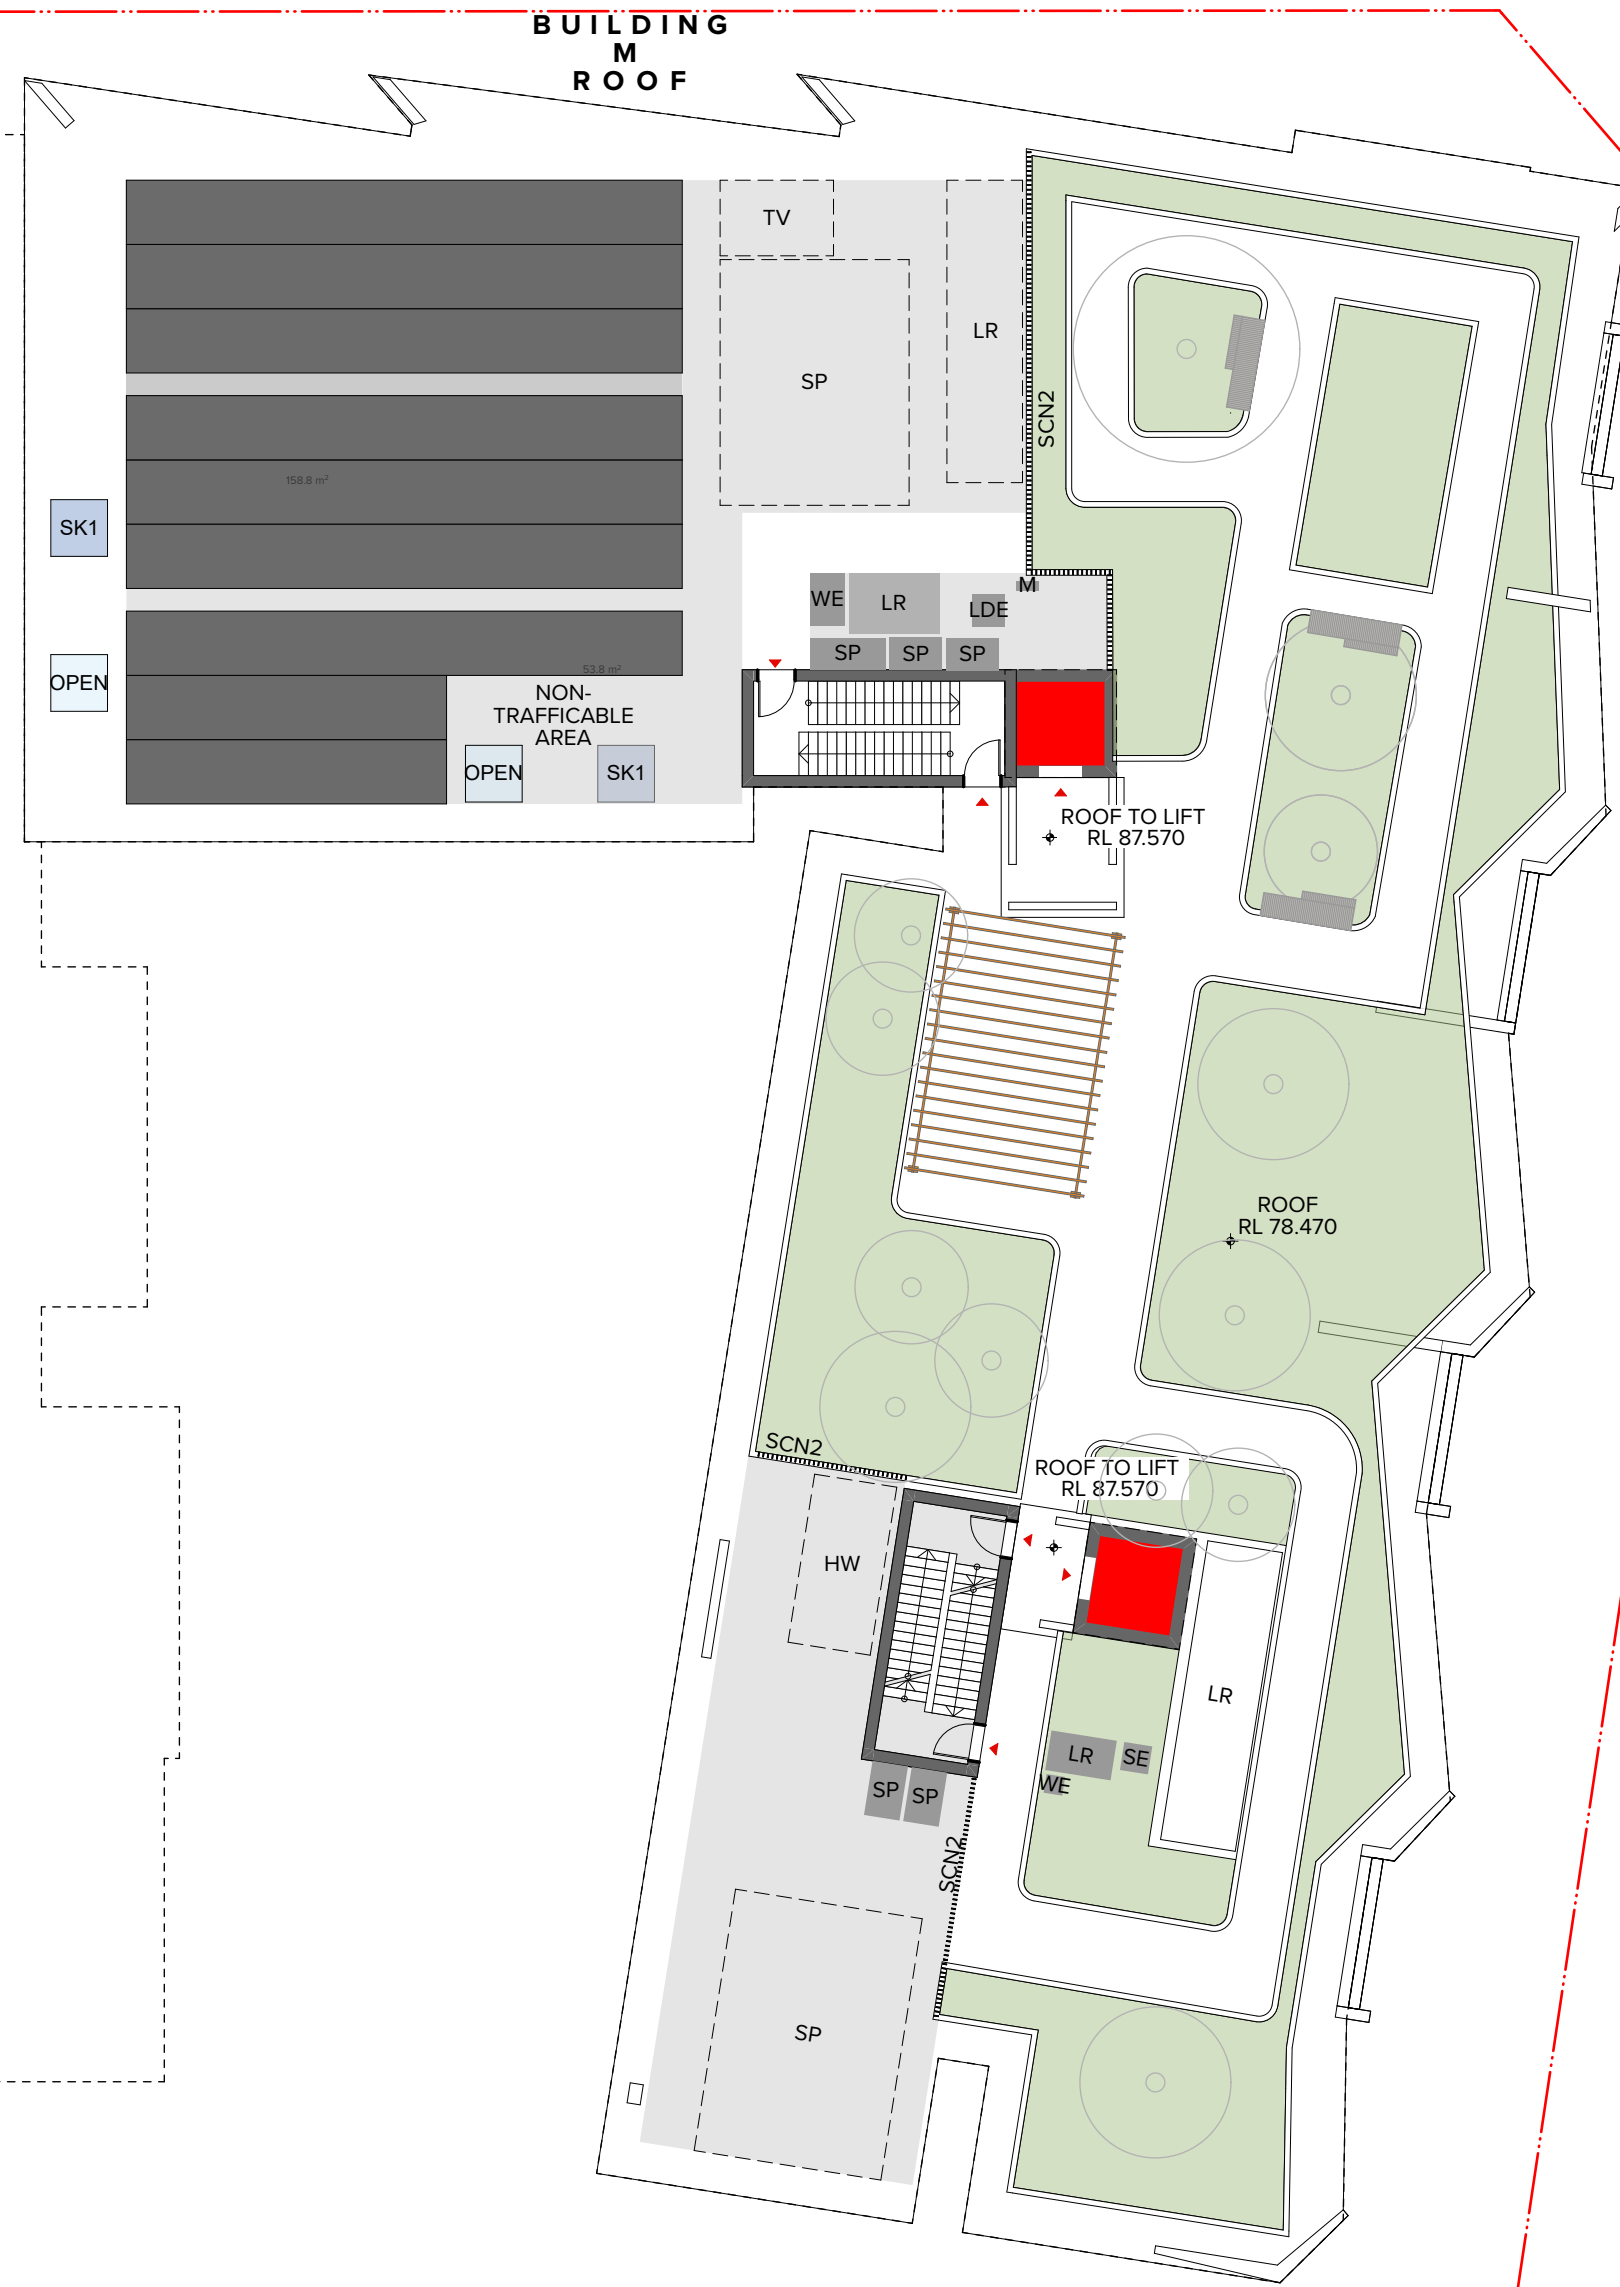 BUILDING
M
ROOF
TV
LR
SP
SCN2
158.8 m²
SK1
WE
LR
LDE
M
SP
SP
SP
53.8 m²
OPEN
NON-
TRAFFICABLE
AREA
OPEN
SK1
ROOF TO LIFT
RL 87.570
ROOF
RL 78.470
SCN2
ROOF TO LIFT
RL 87.570
HW
LR
LR
SE
WE
SP
SP
SCN2
SP